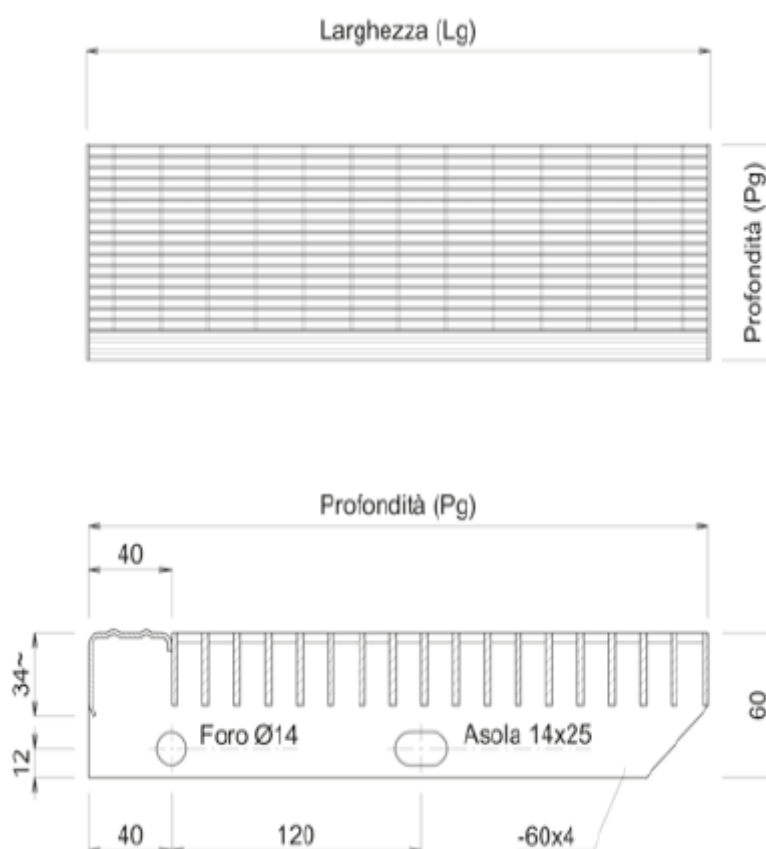 Larghezza (Lg)
Profondità (Pg)
Profondità (Pg)
40
34~
60
Foro Ø14
Asola 14x25
12
40
120
-60x4